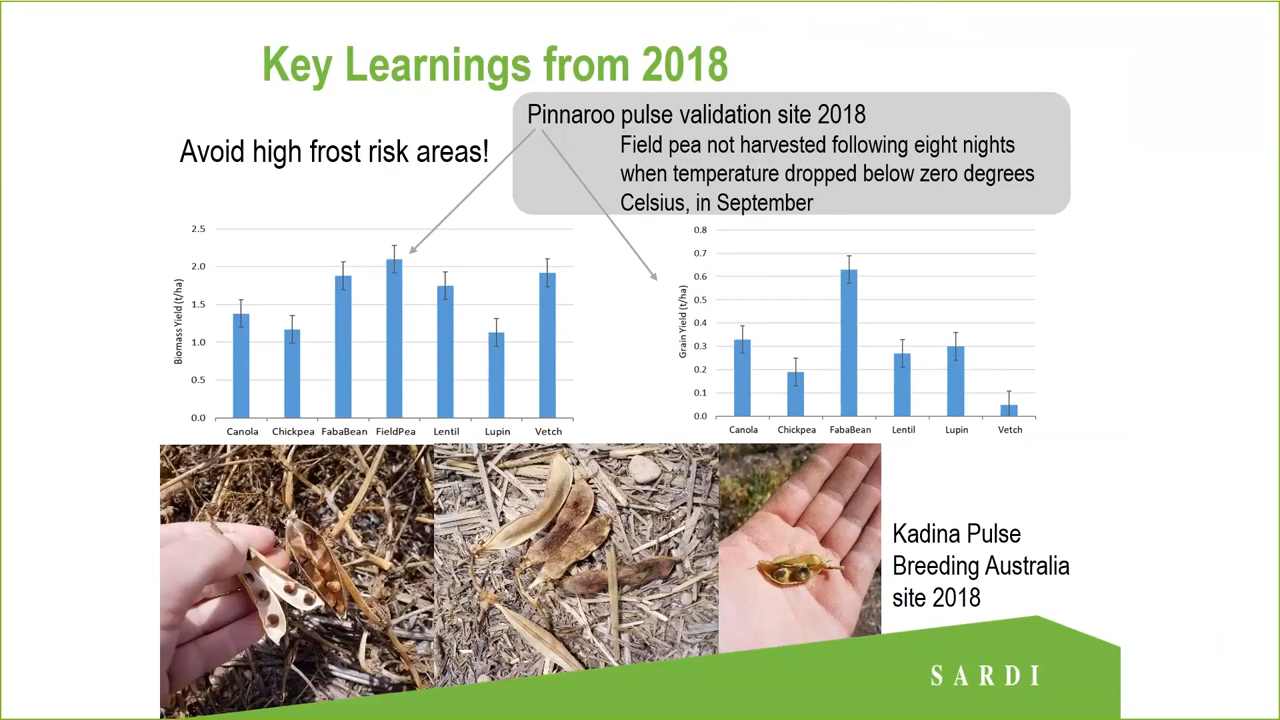 Key Learnings from 2018
Avoid high frost risk areas!
Pinnaroo pulse validation site 2018
Field pea not harvested following eight nights
when temperature dropped below zero degrees
Celsius, in September
Biomass Yield (t/ha)
2.5
2.0
1.5
1.0
0.5
0.0
Canola Chickpea FabaBean FieldPea Lentil Lupin Vetch
Grain Yield (t/ha)
0.8
0.7
0.6
0.5
0.4
0.3
0.2
0.1
0.0
Canola Chickpea FabaBean Lentil Lupin Vetch
Kadina Pulse
Breeding Australia
site 2018
SARDI